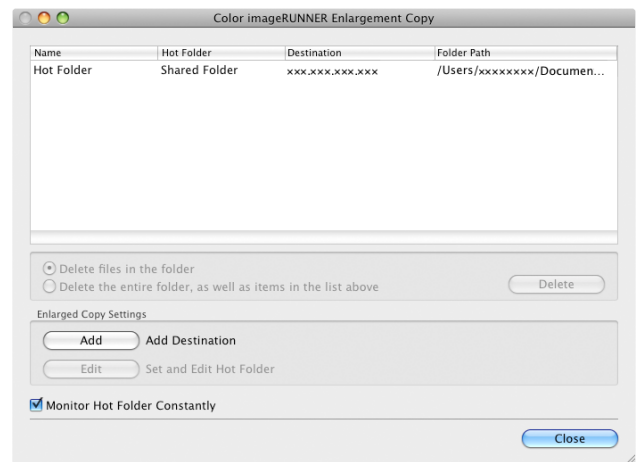 Color imageRUNNER Enlargement Copy
Name Hot Folder Destination Folder Path
Hot Folder Shared Folder xxx.xxx.xxx.xxx /Users/xxxxxxxx/Documen...
Delete files in the folder
Delete the entire folder, as well as items in the list above
Delete
Enlarged Copy Settings
Add Add Destination
Edit Set and Edit Hot Folder
Monitor Hot Folder Constantly
Close